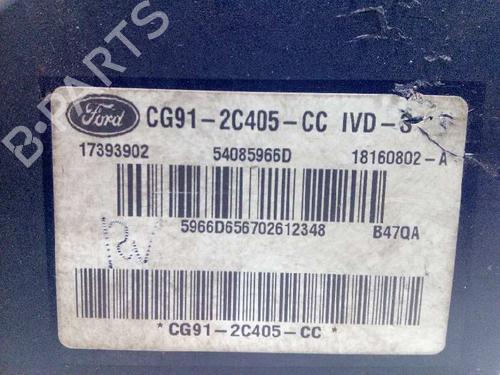 B-PARTS
Ford CG91-2C405-CC IVD-S
17393902 54085966D 18160802-A
5966D656702612348 B47QA
*CG91-2C405-CC*